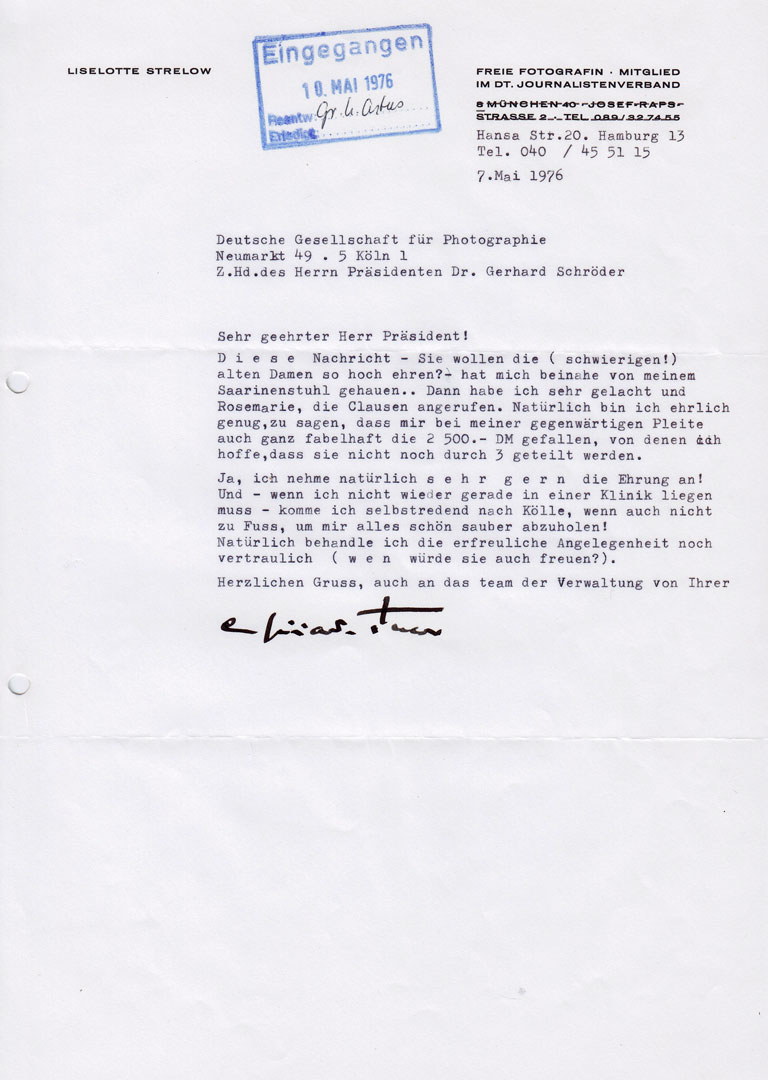 LISELOTTE STRELOW
Eingegangen
10. MAI 1976
Beantw.:
Erledigt:
FREIE FOTOGRAFIN · MITGLIED
IM DT. JOURNALISTENVERBAND
8 MÜNCHEN 40 · JOSEF-RAPS-
STRASSE 2 · TEL. 089/32 74 55
Hansa Str.20. Hamburg 13
Tel. 040 / 45 51 15
7.Mai 1976
Deutsche Gesellschaft für Photographie
Neumarkt 49 . 5 Köln 1
Z.Hd.des Herrn Präsidenten Dr. Gerhard Schröder
Sehr geehrter Herr Präsident!
D i e s e Nachricht - Sie wollen die ( schwierigen!)
alten Damen so hoch ehren?- hat mich beinahe von meinem
Saarinenstuhl gehauen.. Dann habe ich sehr gelacht und
Rosemarie, die Clausen angerufen. Natürlich bin ich ehrlich
genug,zu sagen, dass mir bei meiner gegenwärtigen Pleite
auch ganz fabelhaft die 2 500.- DM gefallen, von denen ich
hoffe,dass sie nicht noch durch 3 geteilt werden.
Ja, ich nehme natürlich s e h r g e r n die Ehrung an!
Und - wenn ich nicht wieder gerade in einer Klinik liegen
muss - komme ich selbstredend nach Kölle, wenn auch nicht
zu Fuss, um mir alles schön sauber abzuholen!
Natürlich behandle ich die erfreuliche Angelegenheit noch
vertraulich ( w e n würde sie auch freuen?).
Herzlichen Gruss, auch an das team der Verwaltung von Ihrer